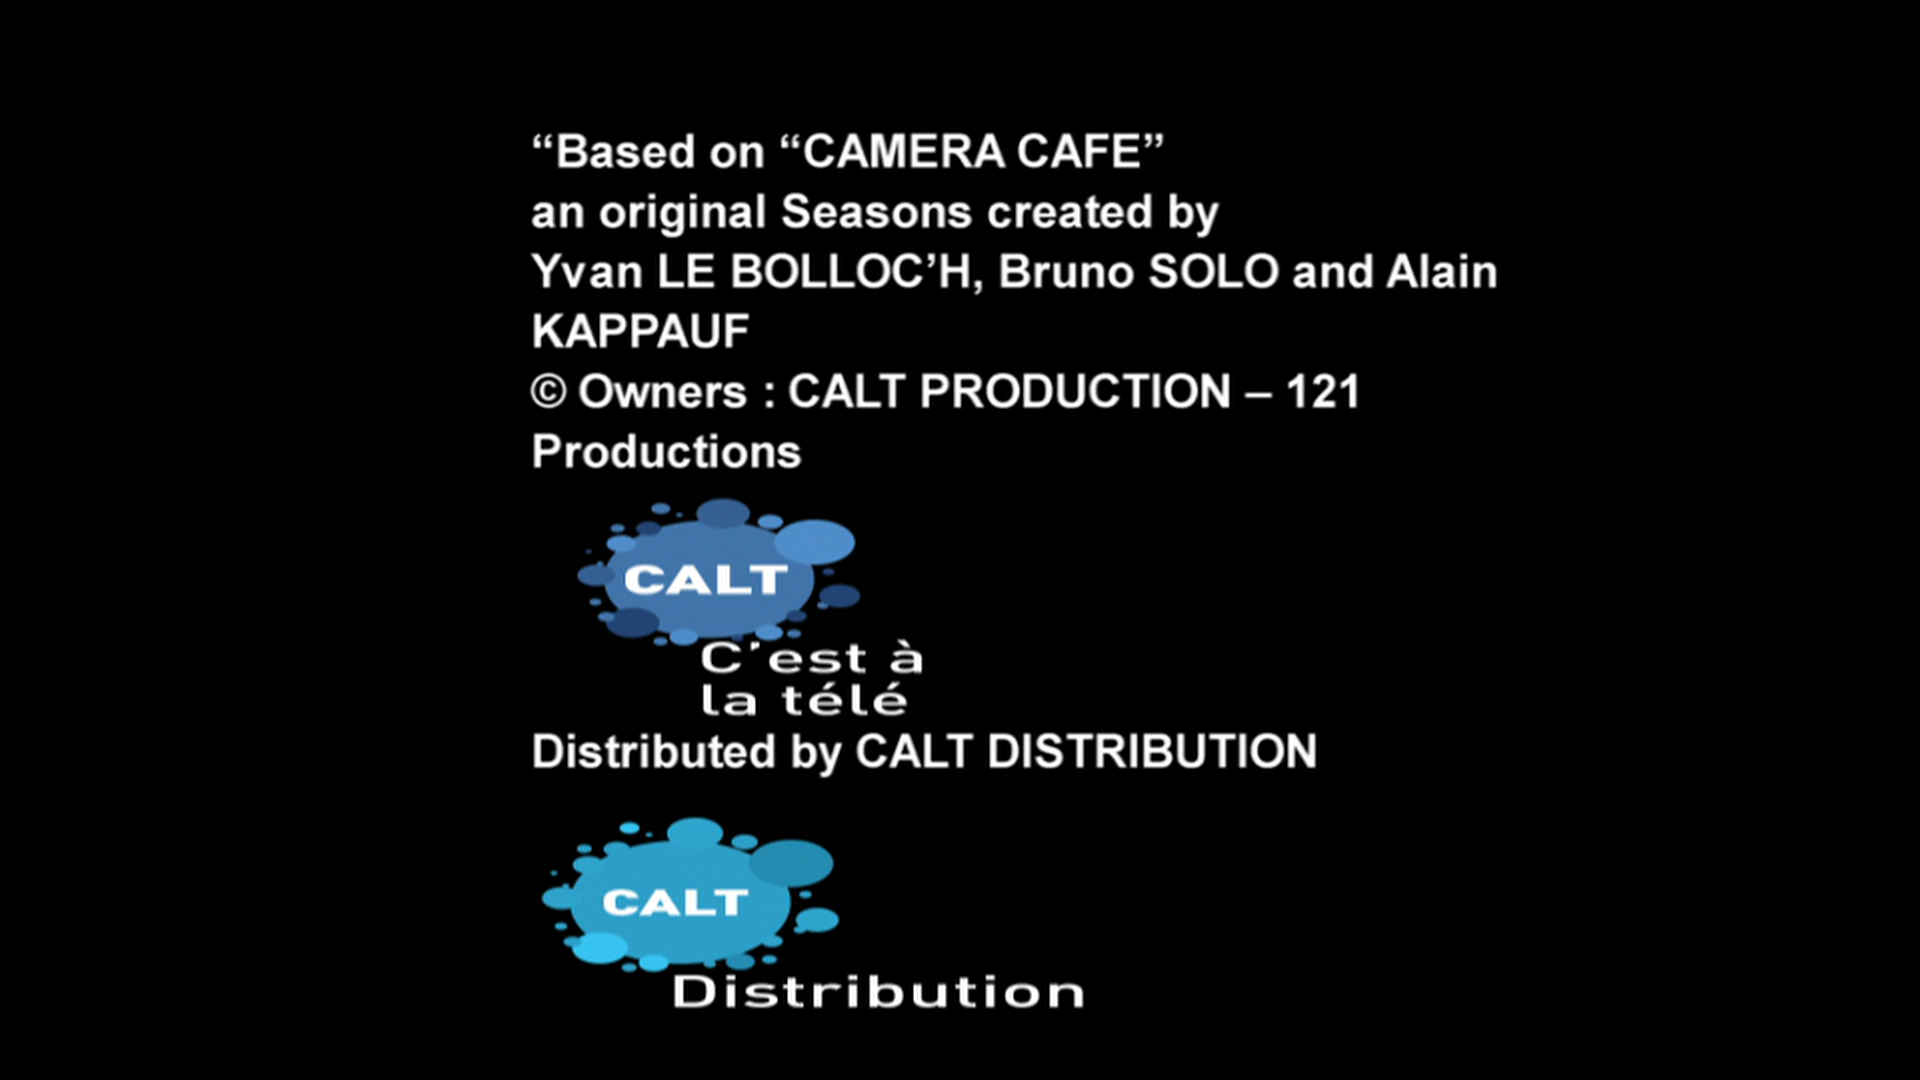 “Based on “CAMERA CAFE”
an original Seasons created by
Yvan LE BOLLOC’H, Bruno SOLO and Alain
KAPPAUF
© Owners : CALT PRODUCTION – 121
Productions
CALT
C’est à
la télé
Distributed by CALT DISTRIBUTION
CALT
Distribution